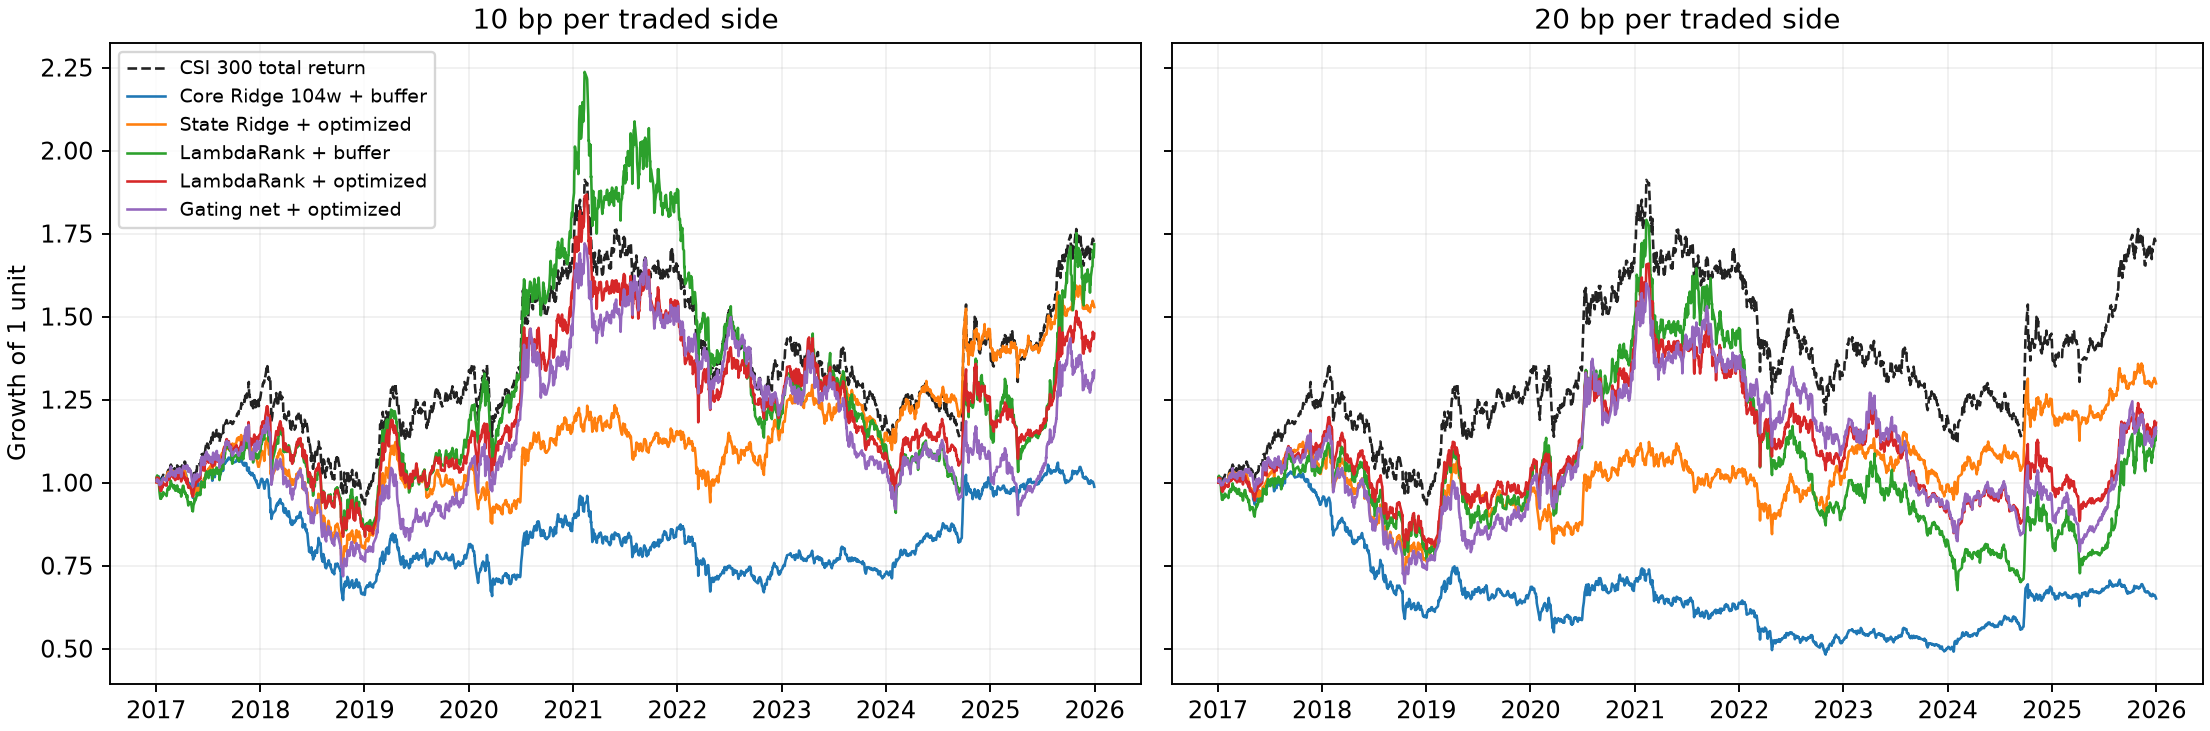 10 bp per traded side
20 bp per traded side
CSI 300 total return
Core Ridge 104w + buffer
State Ridge + optimized
LambdaRank + buffer
LambdaRank + optimized
Gating net + optimized
Growth of 1 unit
2.25
2.00
1.75
1.50
1.25
1.00
0.75
0.50
2017 2018 2019 2020 2021 2022 2023 2024 2025 2026
2017 2018 2019 2020 2021 2022 2023 2024 2025 2026